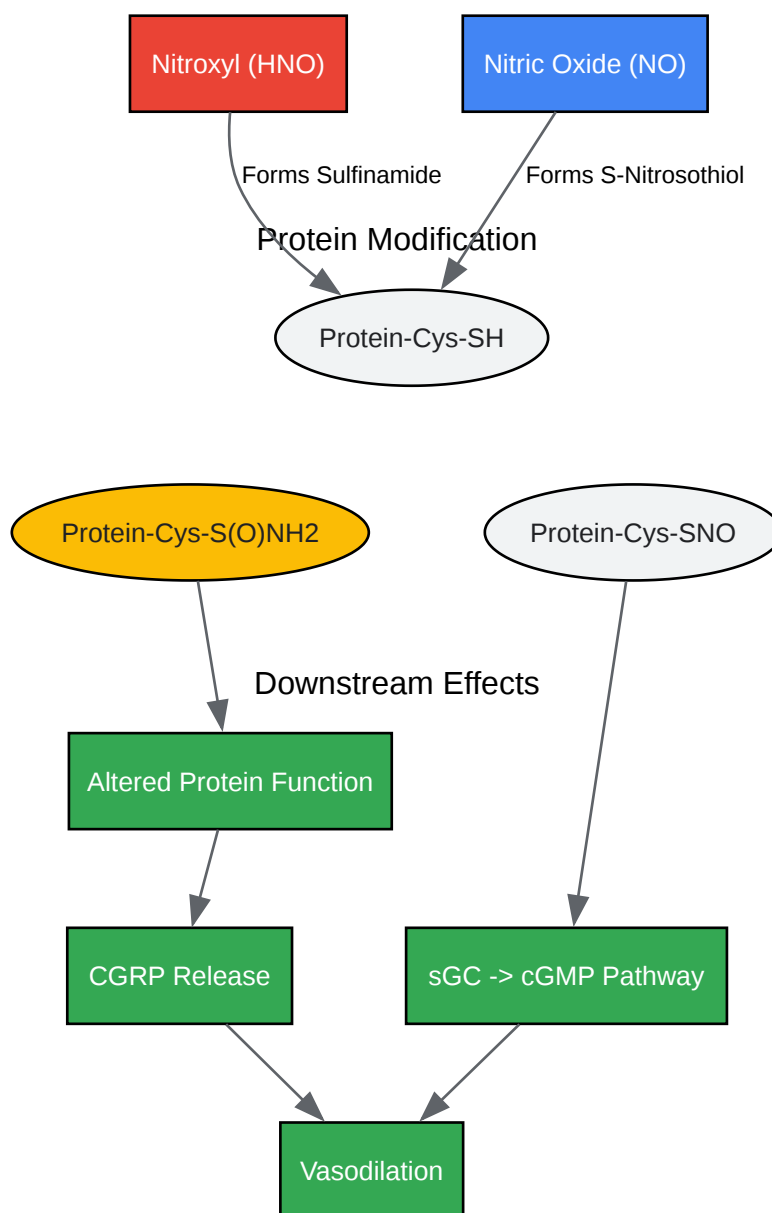 Nitroxyl (HNO)
Nitric Oxide (NO)
Forms Sulfinamide
Forms S-Nitrosothiol
Protein Modification
Protein-Cys-SH
Protein-Cys-S(O)NH2
Protein-Cys-SNO
Downstream Effects
Altered Protein Function
CGRP Release
sGC -> cGMP Pathway
Vasodilation